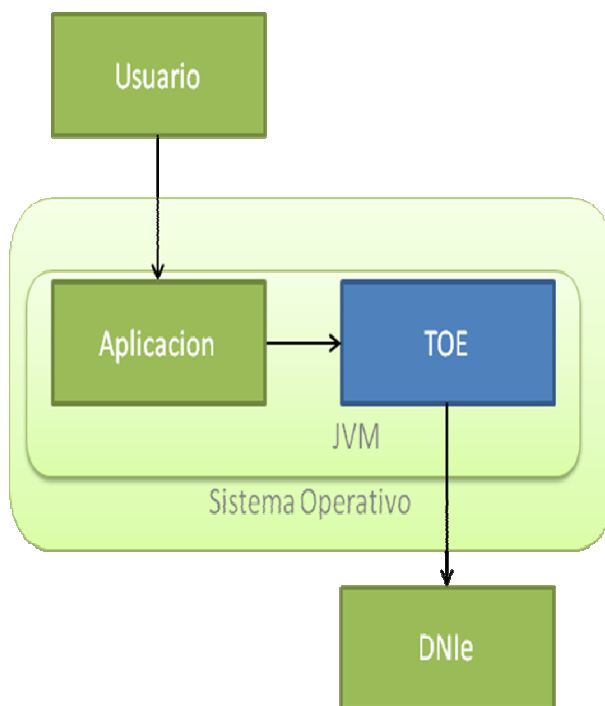 Usuario
Aplicacion
TOE
JVM
Sistema Operativo
DNIe